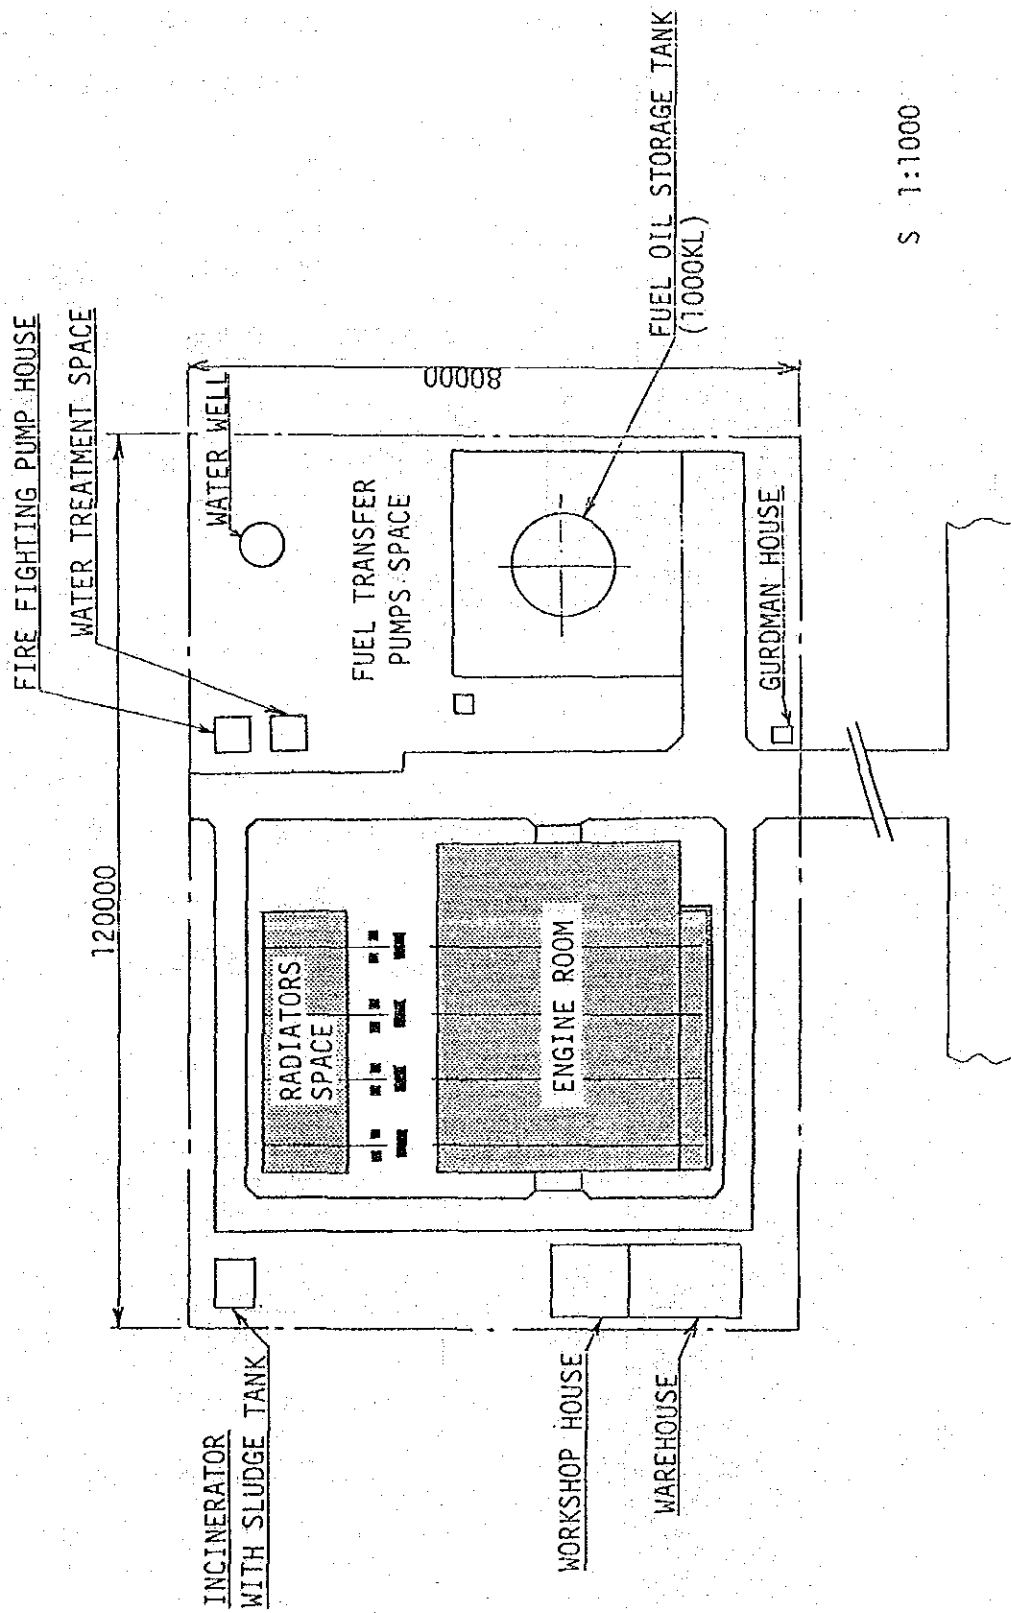 FIRE FIGHTING PUMP HOUSE
WATER TREATMENT SPACE
120000
WATER WELL
80000
FUEL TRANSFER
PUMPS SPACE
FUEL OIL STORAGE TANK
(1000KL)
GURDMAN HOUSE
RADIATORS
SPACE
ENGINE ROOM
INCINERATOR
WITH SLUDGE TANK
WORKSHOP HOUSE
WAREHOUSE
S 1:1000